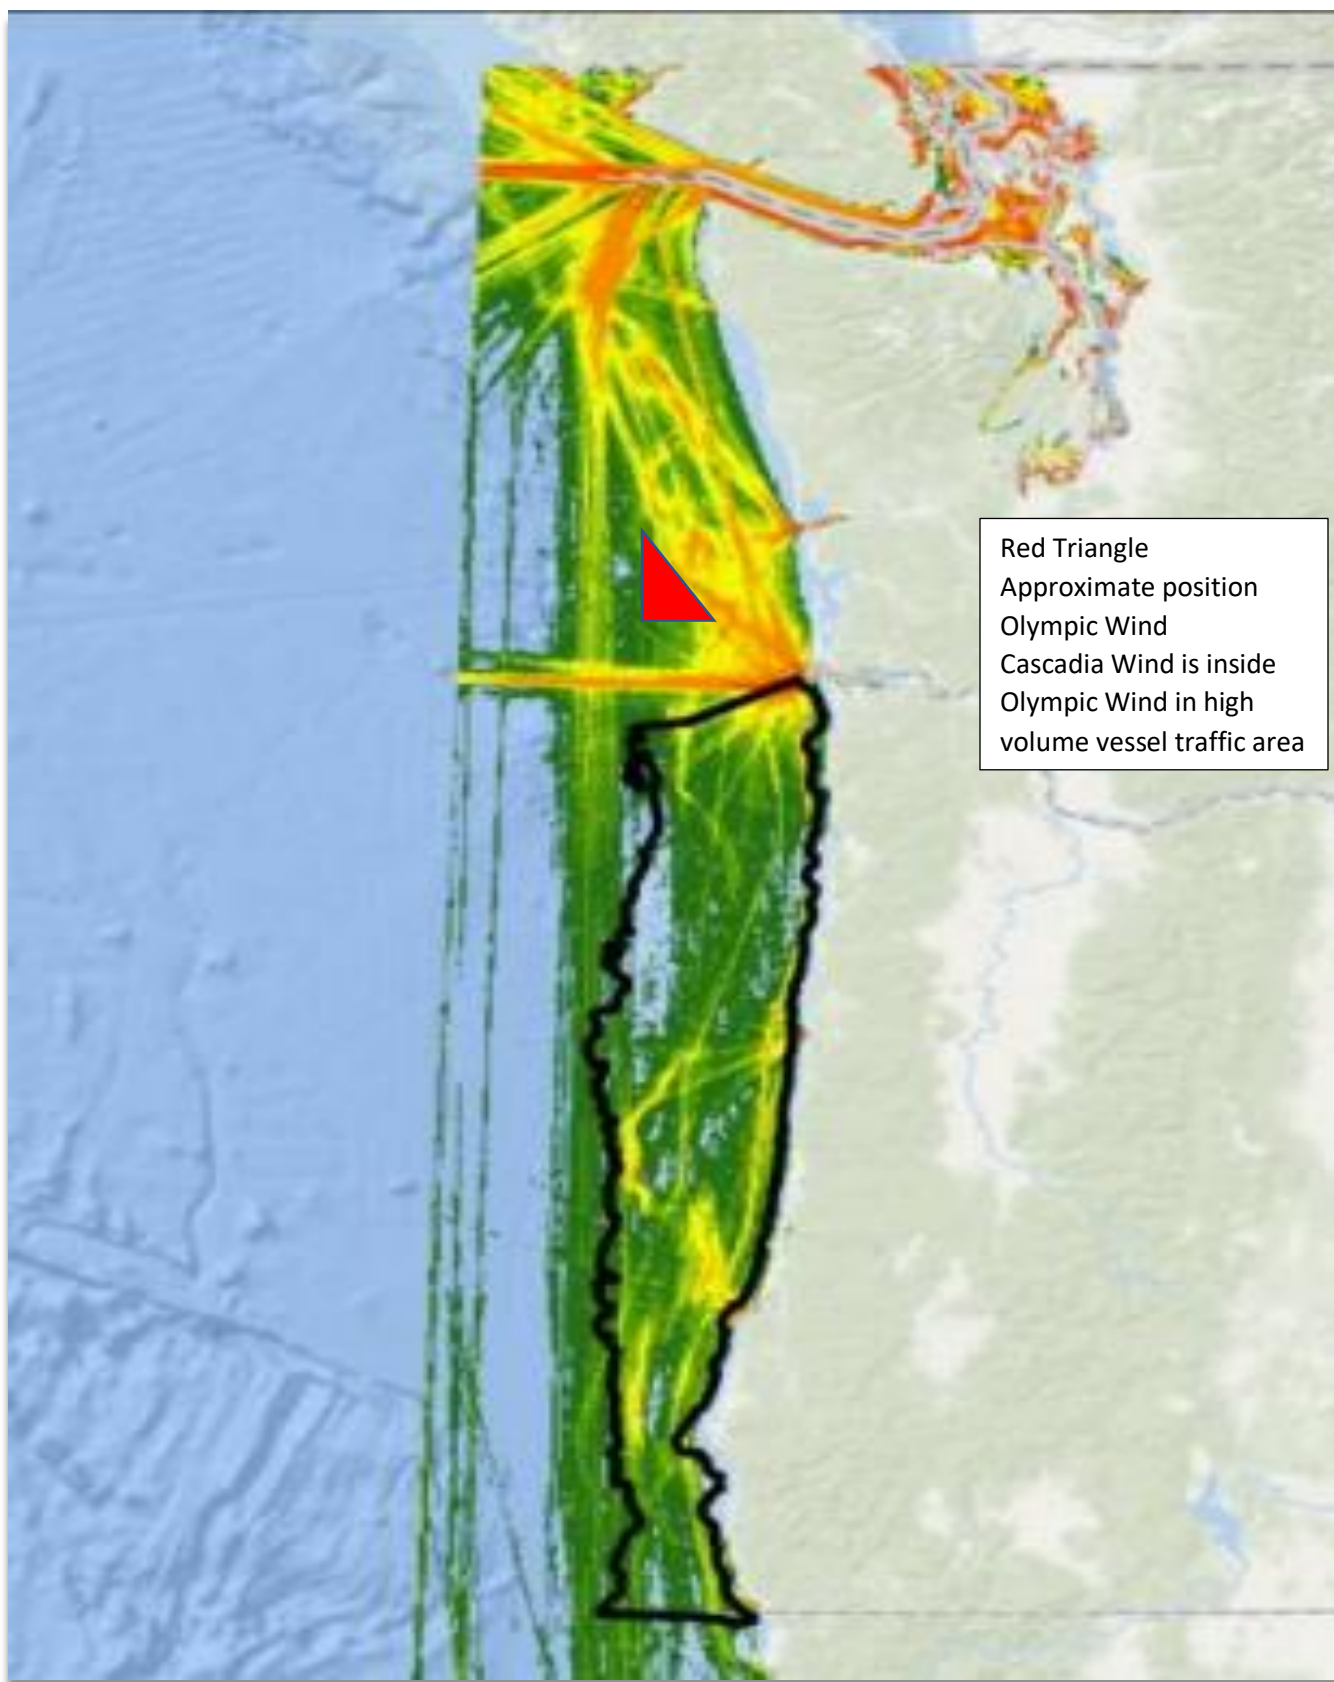 Red Triangle
Approximate position
Olympic Wind
Cascadia Wind is inside
Olympic Wind in high
volume vessel traffic area